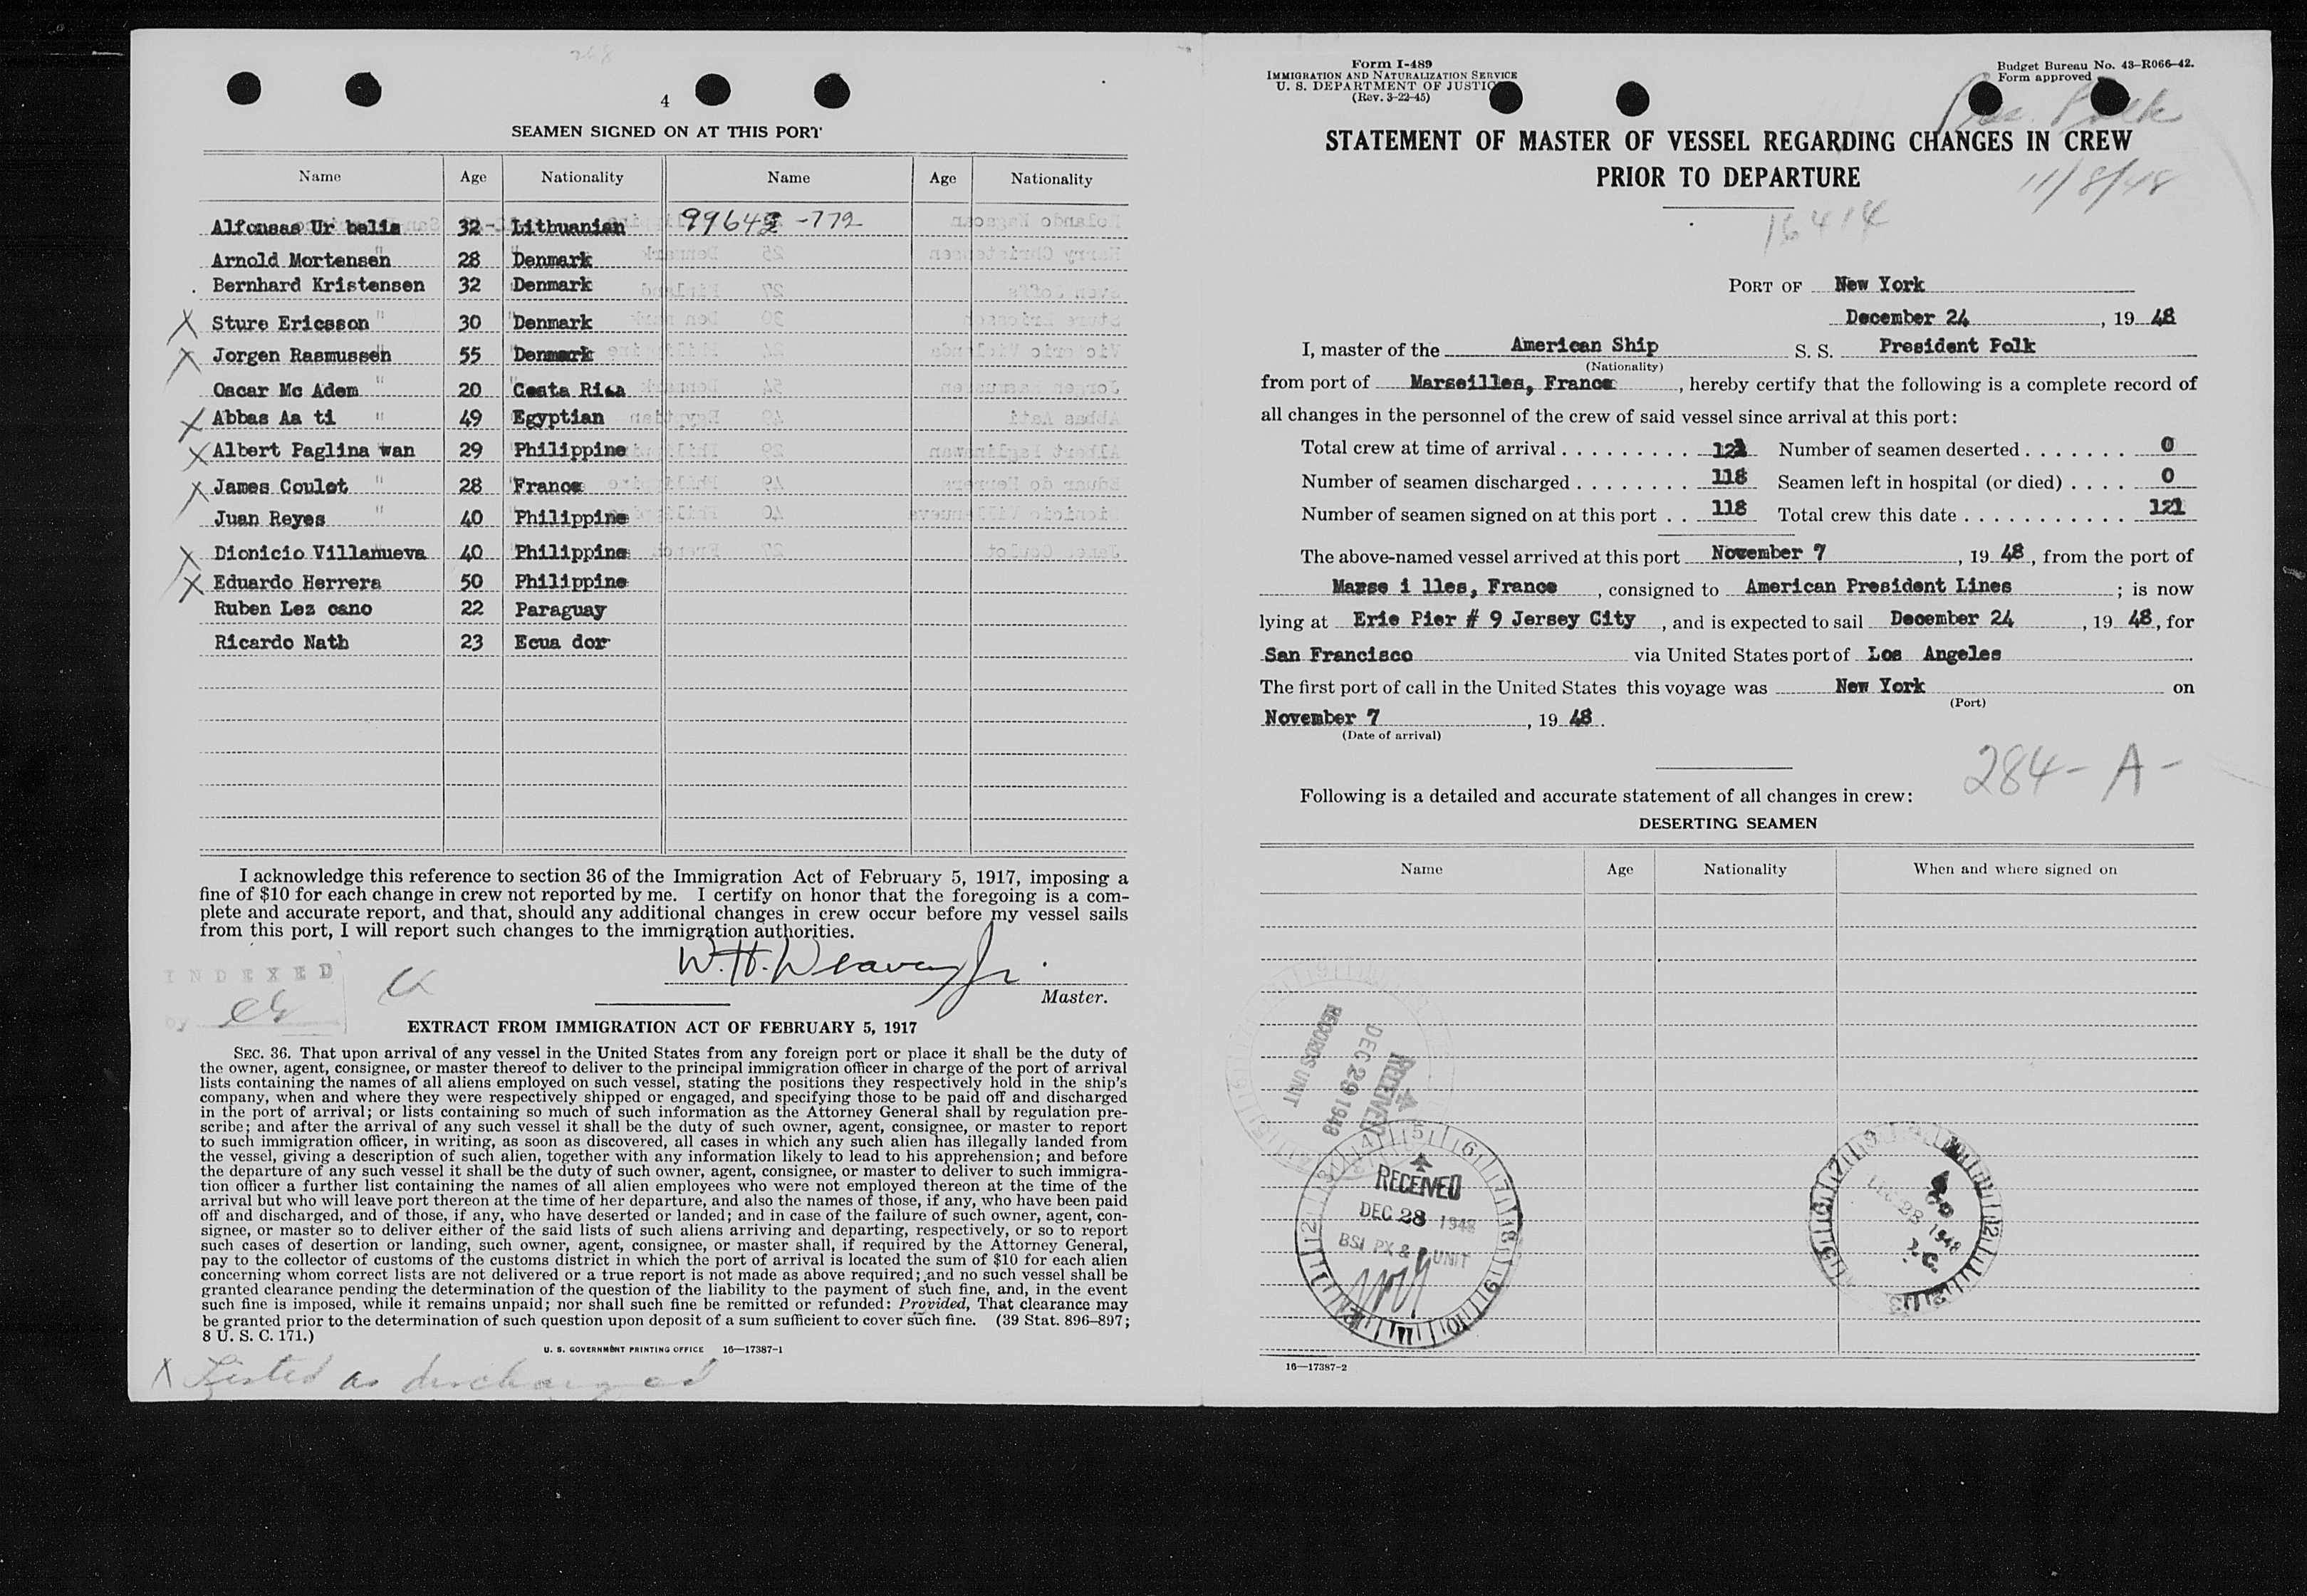 4
SEAMEN SIGNED ON AT THIS PORT
Name Age Nationality Name Age Nationality
Alfonsas Ur balis 32 Lithuanian 99645 -772
Arnold Mortensen 28 Denmark
Bernhard Kristensen 32 Denmark
X Sture Ericsson " 30 Denmark
X Jorgen Rasmussen 55 Denmark
Oscar Mc Adem " 20 Costa Rica
X Abbas Aa ti " 49 Egyptian
X Albert Paglina wan 29 Philippine
X James Coulot " 28 France
Juan Reyes " 40 Philippine
X Dionicio Villanueva 40 Philippine
X Eduardo Herrera 50 Philippine
Ruben Lez cano 22 Paraguay
Ricardo Nath 23 Ecua dor
I acknowledge this reference to section 36 of the Immigration Act of February 5, 1917, imposing a
fine of $10 for each change in crew not reported by me. I certify on honor that the foregoing is a com-
plete and accurate report, and that, should any additional changes in crew occur before my vessel sails
from this port, I will report such changes to the immigration authorities.
W. H. Weaver Jr.
Master.
INDEXED
by
EXTRACT FROM IMMIGRATION ACT OF FEBRUARY 5, 1917
SEC. 36. That upon arrival of any vessel in the United States from any foreign port or place it shall be the duty of
the owner, agent, consignee, or master thereof to deliver to the principal immigration officer in charge of the port of arrival
lists containing the names of all aliens employed on such vessel, stating the positions they respectively hold in the ship's
company, when and where they were respectively shipped or engaged, and specifying those to be paid off and discharged
in the port of arrival; or lists containing so much of such information as the Attorney General shall by regulation pre-
scribe; and after the arrival of any such vessel it shall be the duty of such owner, agent, consignee, or master to report
to such immigration officer, in writing, as soon as discovered, all cases in which any such alien has illegally landed from
the vessel, giving a description of such alien, together with any information likely to lead to his apprehension; and before
the departure of any such vessel it shall be the duty of such owner, agent, consignee, or master to deliver to such immigra-
tion officer a further list containing the names of all alien employees who were not employed thereon at the time of the
arrival but who will leave port thereon at the time of her departure, and also the names of those, if any, who have been paid
off and discharged, and of those, if any, who have deserted or landed; and in case of the failure of such owner, agent, con-
signee, or master so to deliver either of the said lists of such aliens arriving and departing, respectively, or so to report
such cases of desertion or landing, such owner, agent, consignee, or master shall, if required by the Attorney General,
pay to the collector of customs of the customs district in which the port of arrival is located the sum of $10 for each alien
concerning whom correct lists are not delivered or a true report is not made as above required; and no such vessel shall be
granted clearance pending the determination of the question of the liability to the payment of such fine, and, in the event
such fine is imposed, while it remains unpaid; nor shall such fine be remitted or refunded: Provided, That clearance may
be granted prior to the determination of such question upon deposit of a sum sufficient to cover such fine. (39 Stat. 896–897;
8 U. S. C. 171.)
U. S. GOVERNMENT PRINTING OFFICE 16—17387-1
X Listed as discharged
Form I-489
IMMIGRATION AND NATURALIZATION SERVICE
U. S. DEPARTMENT OF JUSTICE
(Rev. 3-22-45)
Budget Bureau No. 43-R066-42.
Form approved
Pres. Polk
STATEMENT OF MASTER OF VESSEL REGARDING CHANGES IN CREW
PRIOR TO DEPARTURE
11/8/48
16414
PORT OF New York
December 24, 19 48
I, master of the American Ship S. S. President Polk
(Nationality)
from port of Marseilles, France, hereby certify that the following is a complete record of
all changes in the personnel of the crew of said vessel since arrival at this port:
Total crew at time of arrival 121 Number of seamen deserted 0
Number of seamen discharged 118 Seamen left in hospital (or died) 0
Number of seamen signed on at this port 118 Total crew this date 121
The above-named vessel arrived at this port November 7, 19 48, from the port of
Marse i lles, France, consigned to American President Lines; is now
lying at Erie Pier # 9 Jersey City, and is expected to sail December 24, 19 48, for
San Francisco via United States port of Los Angeles
The first port of call in the United States this voyage was New York on
(Port)
November 7, 19 48.
(Date of arrival)
284-A-
Following is a detailed and accurate statement of all changes in crew:
DESERTING SEAMEN
Name Age Nationality When and where signed on
RECEIVED
DEC 29 1948
RECORDS UNIT
RECEIVED
DEC 28 1948
BSI PX & UNIT
DEC 28 1948
16—17387-2